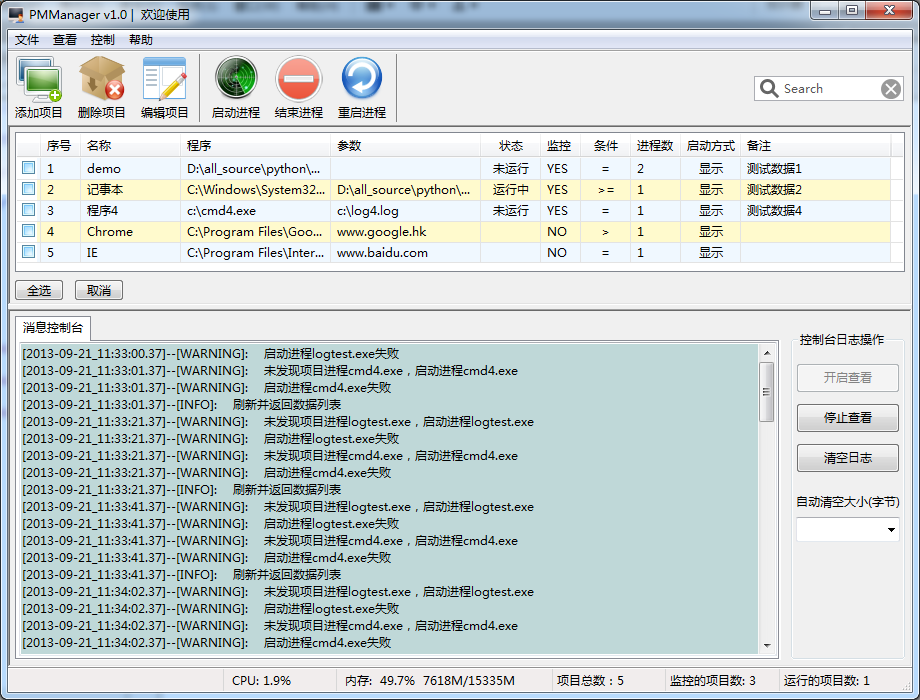 PMManager v1.0 | 欢迎使用
文件 查看 控制 帮助
添加项目 删除项目 编辑项目 启动进程 结束进程 重启进程 Search
序号 名称 程序 参数 状态 监控 条件 进程数 启动方式 备注
1 demo D:\all_source\python\... 未运行 YES = 2 显示 测试数据1
2 记事本 C:\Windows\System32... D:\all_source\python\... 运行中 YES >= 1 显示 测试数据2
3 程序4 c:\cmd4.exe c:\log4.log 未运行 YES = 1 显示 测试数据4
4 Chrome C:\Program Files\Goo... www.google.hk NO > 1 显示
5 IE C:\Program Files\Inter... www.baidu.com NO = 1 显示
全选 取消
消息控制台
[2013-09-21_11:33:00.37]--[WARNING]: 启动进程logtest.exe失败
[2013-09-21_11:33:01.37]--[WARNING]: 未发现项目进程cmd4.exe，启动进程cmd4.exe
[2013-09-21_11:33:01.37]--[WARNING]: 启动进程cmd4.exe失败
[2013-09-21_11:33:01.37]--[INFO]: 刷新并返回数据列表
[2013-09-21_11:33:21.37]--[WARNING]: 未发现项目进程logtest.exe，启动进程logtest.exe
[2013-09-21_11:33:21.37]--[WARNING]: 启动进程logtest.exe失败
[2013-09-21_11:33:21.37]--[WARNING]: 未发现项目进程cmd4.exe，启动进程cmd4.exe
[2013-09-21_11:33:21.37]--[WARNING]: 启动进程cmd4.exe失败
[2013-09-21_11:33:21.37]--[INFO]: 刷新并返回数据列表
[2013-09-21_11:33:41.37]--[WARNING]: 未发现项目进程logtest.exe，启动进程logtest.exe
[2013-09-21_11:33:41.37]--[WARNING]: 启动进程logtest.exe失败
[2013-09-21_11:33:41.37]--[WARNING]: 未发现项目进程cmd4.exe，启动进程cmd4.exe
[2013-09-21_11:33:41.37]--[WARNING]: 启动进程cmd4.exe失败
[2013-09-21_11:33:41.37]--[INFO]: 刷新并返回数据列表
[2013-09-21_11:34:02.37]--[WARNING]: 未发现项目进程logtest.exe，启动进程logtest.exe
[2013-09-21_11:34:02.37]--[WARNING]: 启动进程logtest.exe失败
[2013-09-21_11:34:02.37]--[WARNING]: 未发现项目进程cmd4.exe，启动进程cmd4.exe
[2013-09-21_11:34:02.37]--[WARNING]: 启动进程cmd4.exe失败
控制台日志操作
开启查看
停止查看
清空日志
自动清空大小(字节)
CPU: 1.9% 内存: 49.7% 7618M/15335M 项目总数：5 监控的项目数: 3 运行的项目数: 1